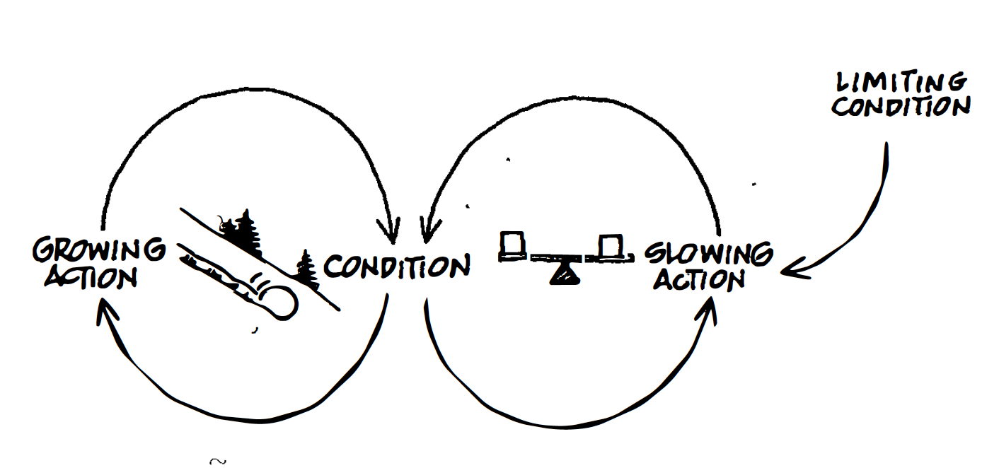 LIMITING
CONDITION
GROWING
ACTION
CONDITION
SLOWING
ACTION